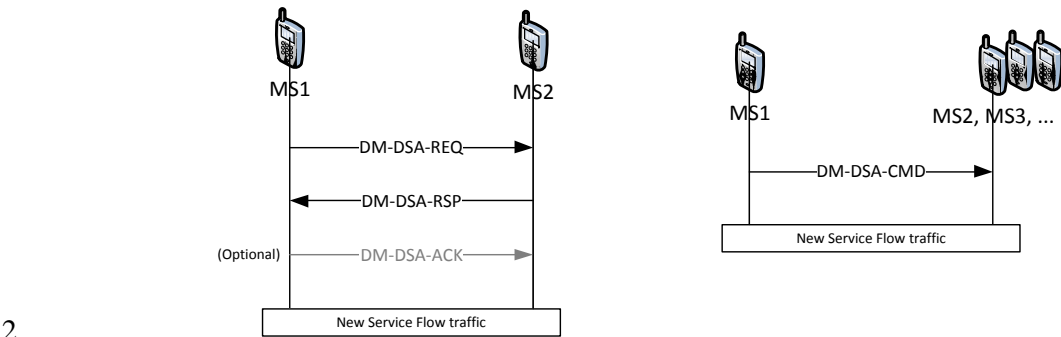 MS1
MS2
DM-DSA-REQ
DM-DSA-RSP
(Optional)
DM-DSA-ACK
New Service Flow traffic
MS1
MS2, MS3, ...
DM-DSA-CMD
New Service Flow traffic
2